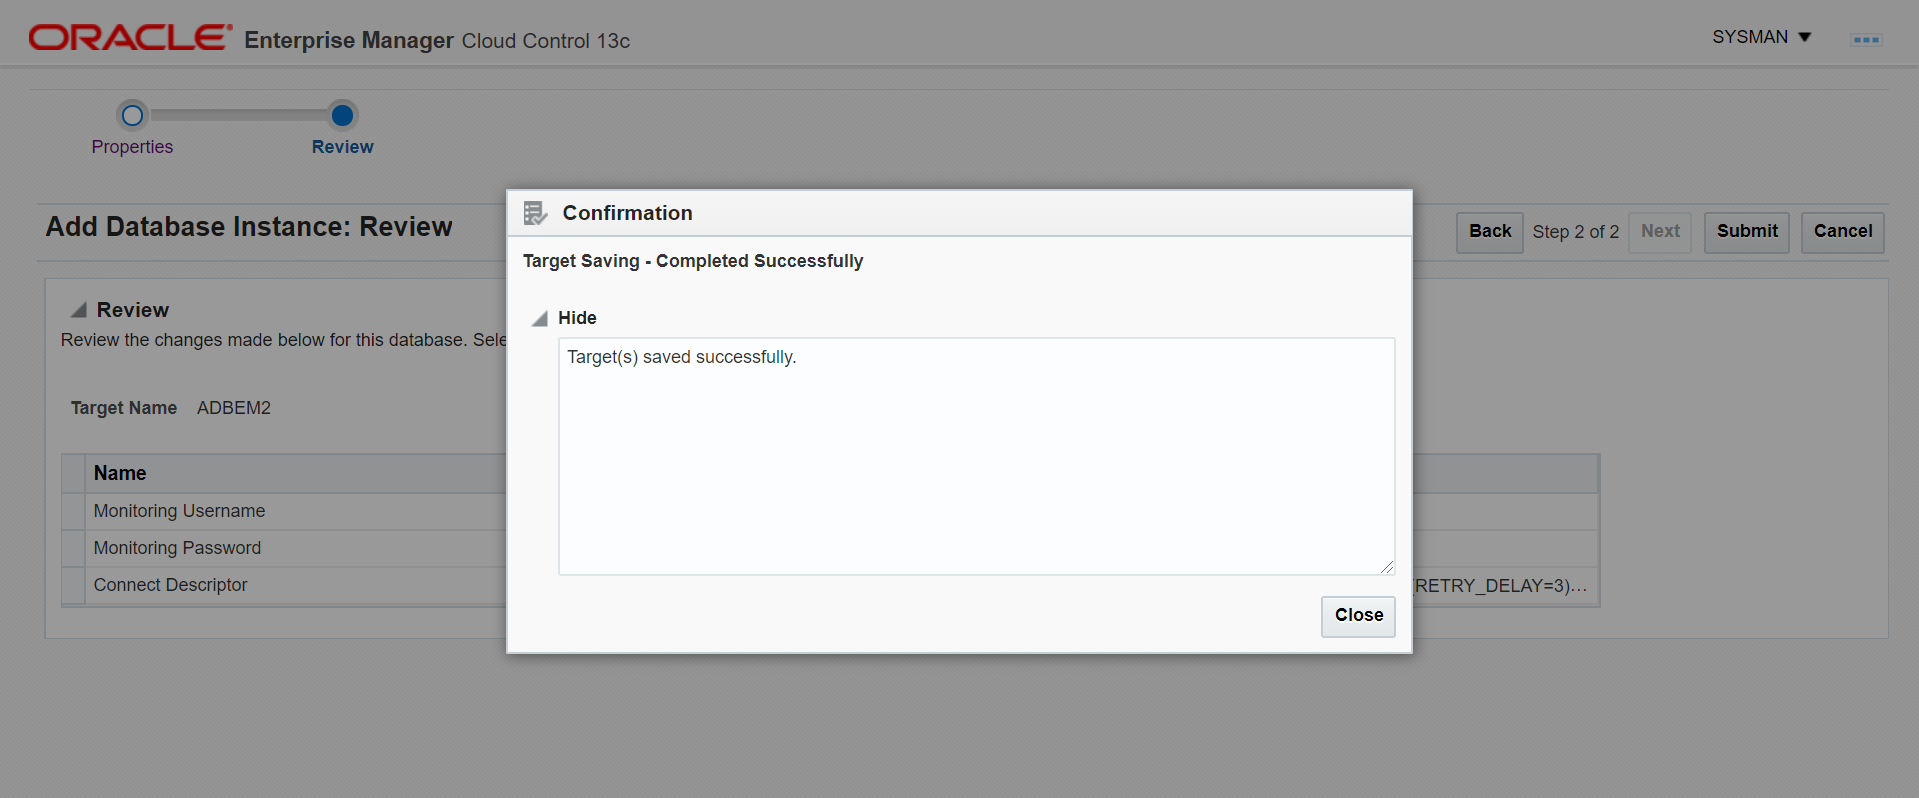 ORACLE Enterprise Manager Cloud Control 13c
SYSMAN
Properties
Review
Add Database Instance: Review
Back Step 2 of 2 Next Submit Cancel
Review
Review the changes made below for this database. Sele
Target Name ADBEM2
Name
Monitoring Username
Monitoring Password
Connect Descriptor
(RETRY_DELAY=3)...
Confirmation
Target Saving - Completed Successfully
Hide
Target(s) saved successfully.
Close